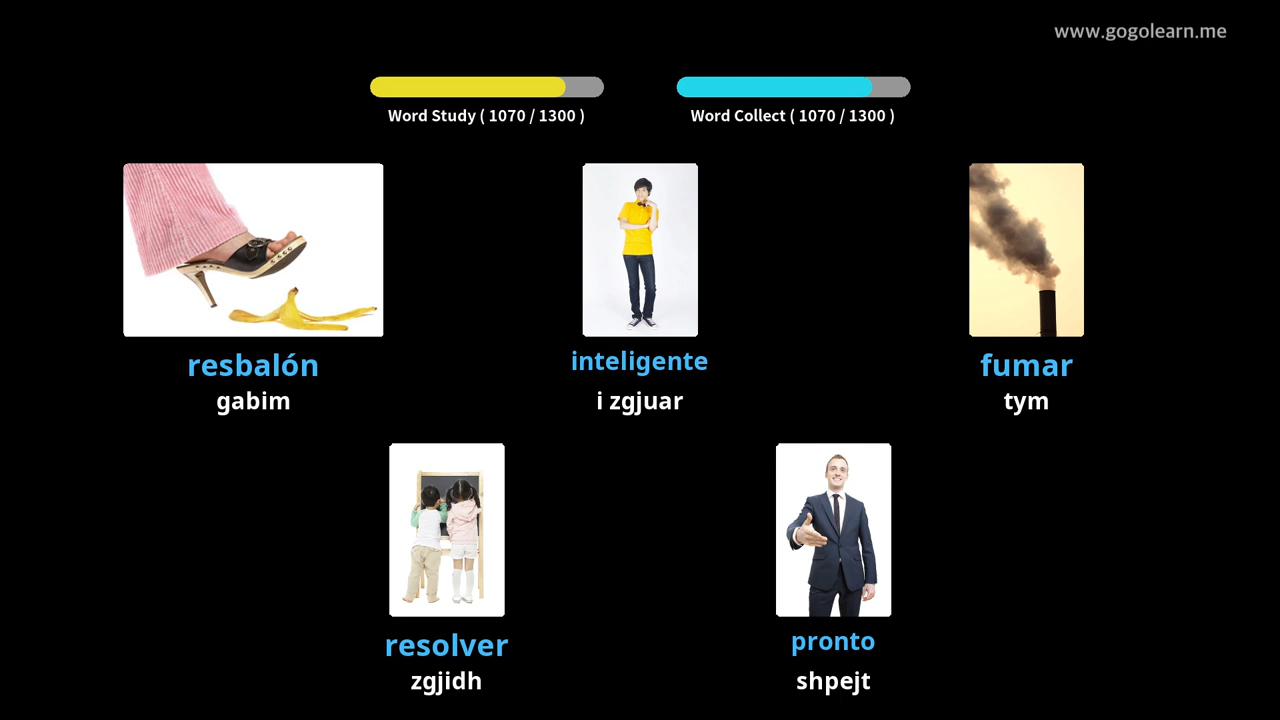 www.gogolearn.me
Word Study ( 1070 / 1300 )
Word Collect ( 1070 / 1300 )
resbalón
gabim
inteligente
i zgjuar
fumar
tym
resolver
zgjidh
pronto
shpejt